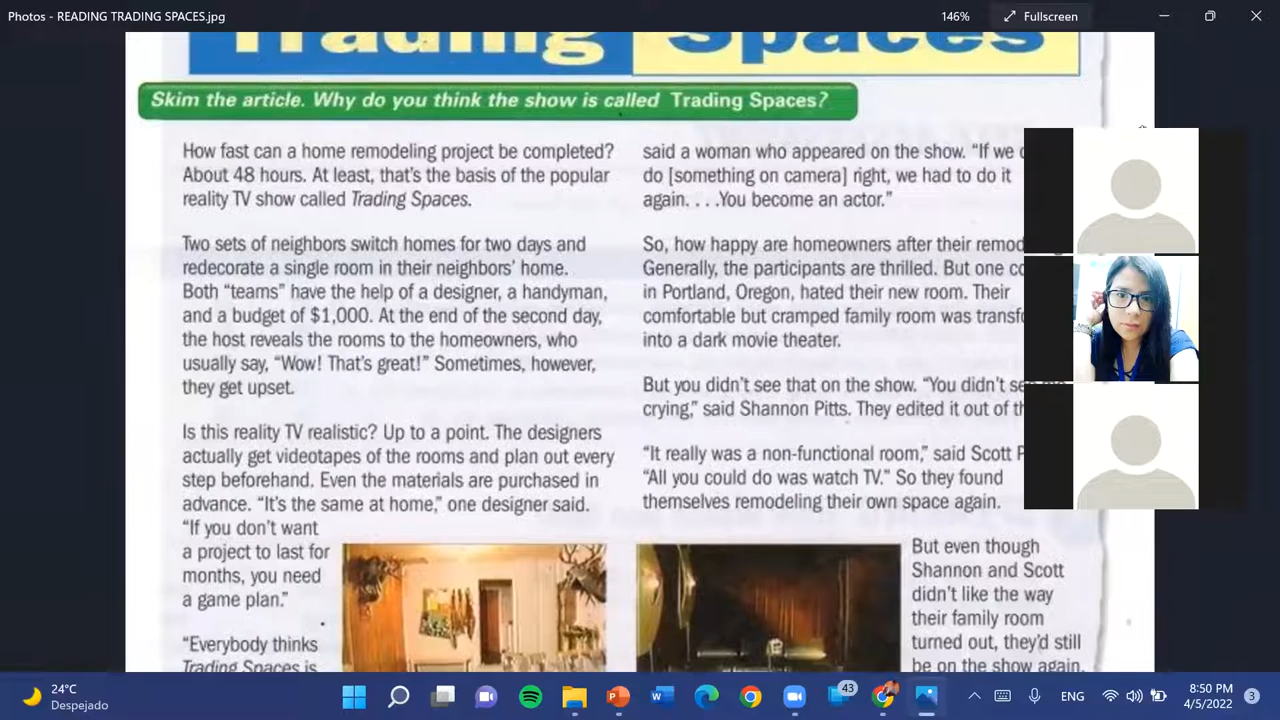 Photos - READING TRADING SPACES.jpg
146%
Fullscreen
Trading Spaces
Skim the article. Why do you think the show is called Trading Spaces?
How fast can a home remodeling project be completed?
About 48 hours. At least, that's the basis of the popular
reality TV show called Trading Spaces.
Two sets of neighbors switch homes for two days and
redecorate a single room in their neighbors' home.
Both “teams” have the help of a designer, a handyman,
and a budget of $1,000. At the end of the second day,
the host reveals the rooms to the homeowners, who
usually say, “Wow! That's great!” Sometimes, however,
they get upset.
Is this reality TV realistic? Up to a point. The designers
actually get videotapes of the rooms and plan out every
step beforehand. Even the materials are purchased in
advance. “It's the same at home,” one designer said.
“If you don't want
a project to last for
months, you need
a game plan.”
“Everybody thinks
Trading Spaces is
said a woman who appeared on the show. “If we
do [something on camera] right, we had to do it
again. . . .You become an actor.”
So, how happy are homeowners after their
Generally, the participants are thrilled. But one
in Portland, Oregon, hated their new room. Their
comfortable but cramped family room was
into a dark movie theater.
But you didn't see that on the show. “You didn't
crying,” said Shannon Pitts. They edited it out of
“It really was a non-functional room,” said Scott
“All you could do was watch TV.” So they found
themselves remodeling their own space again.
But even though
Shannon and Scott
didn't like the way
their family room
turned out, they'd still
be on the show again.
24°C
Despejado
43
ENG
8:50 PM
4/5/2022
3